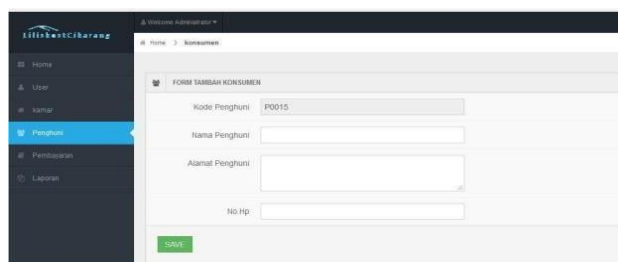 LilinkostCikarang
Welcome Administrator
Home > konsumen
Home
User
kamar
Penghuni
Pembayaran
Laporan
FORM TAMBAH KONSUMEN
Kode Penghuni P0015
Nama Penghuni
Alamat Penghuni
No.Hp
SAVE